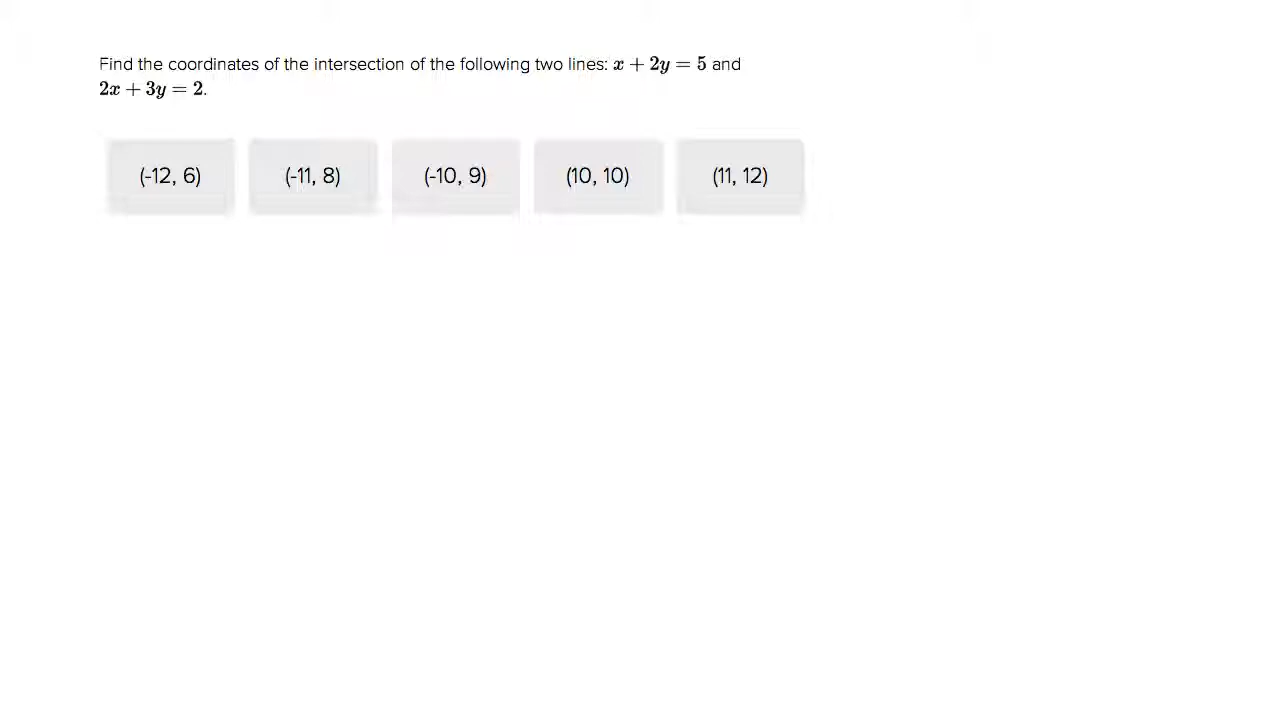 Find the coordinates of the intersection of the following two lines: x + 2y = 5 and
2x + 3y = 2.
(-12, 6) (-11, 8) (-10, 9) (10, 10) (11, 12)